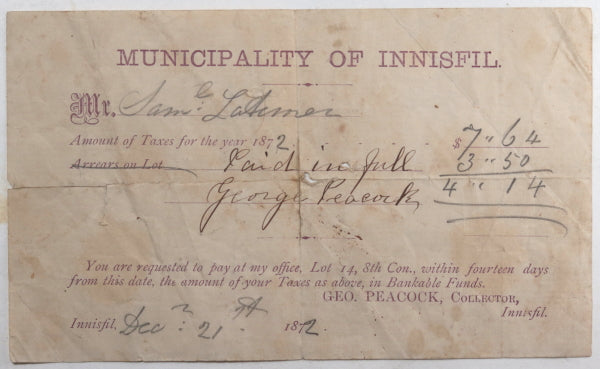 MUNICIPALITY OF INNISFIL.
Mr. Saml. Latimer
Amount of Taxes for the year 1872. $7 " 64
Arrears on Lot Paid in full 3 " 50
George Peacock 4 " 14
You are requested to pay at my office, Lot 14, 8th Con., within fourteen days
from this date, the amount of your Taxes as above, in Bankable Funds.
GEO. PEACOCK, COLLECTOR,
Innisfil.
Innisfil, Decr. 21st 1872.